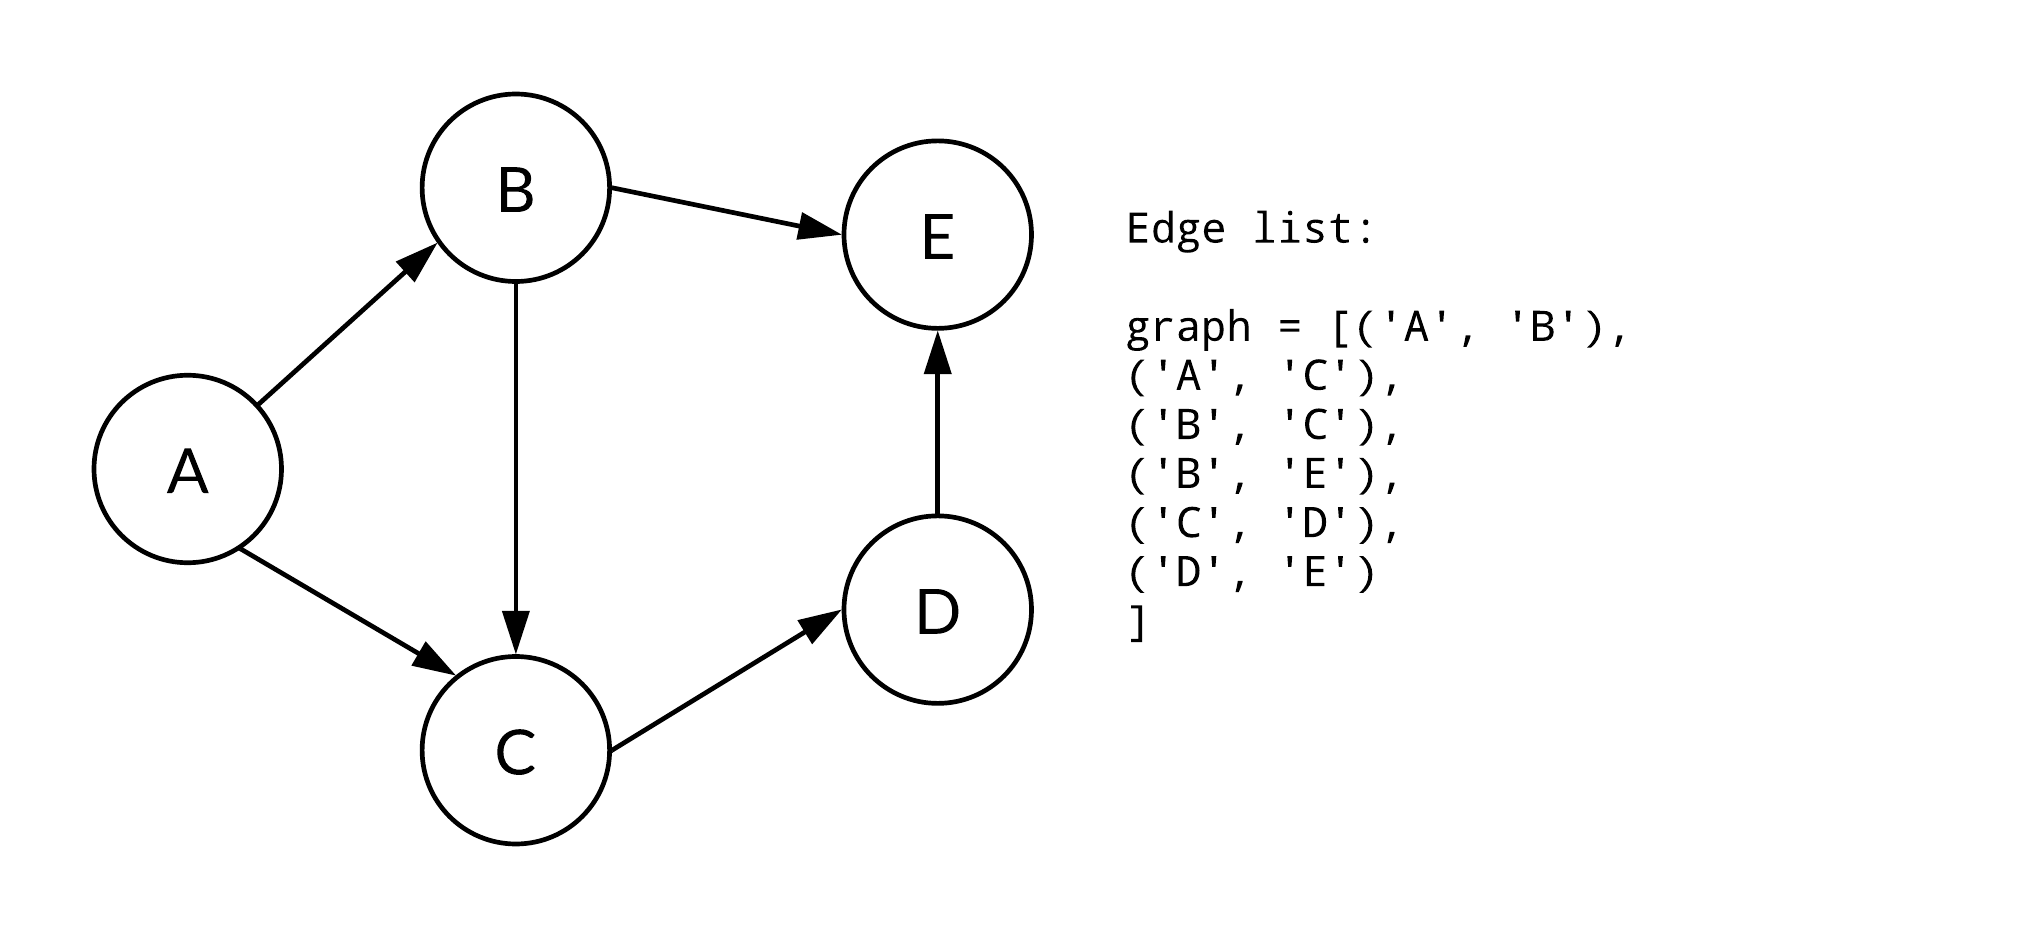 B
E
A
D
C
Edge list:
graph = [('A', 'B'),
('A', 'C'),
('B', 'C'),
('B', 'E'),
('C', 'D'),
('D', 'E')
]